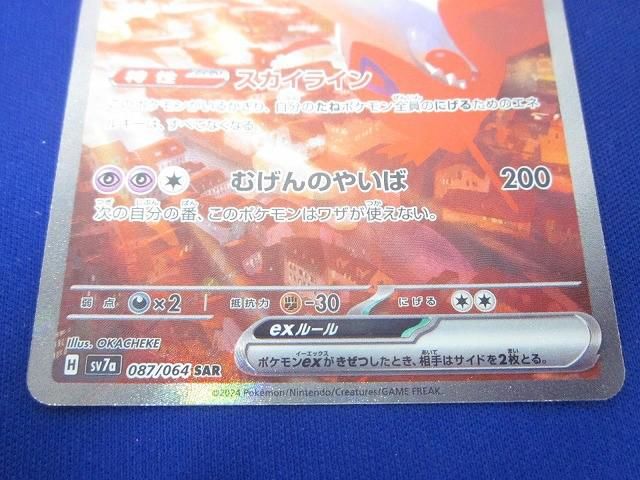 特性 スカイライン
このポケモンがいるかぎり、自分のたねポケモン全員のにげるためのエネ
ルギーは、すべてなくなる。
むげんのやいば 200
次の自分の番、このポケモンはワザが使えない。
弱点 ×2 抵抗力 -30 にげる
Illus. OKACHEKE
exルール
ポケモンexがきぜつしたとき、相手はサイドを2枚とる。
H sv7a 087/064 SAR
©2024 Pokémon/Nintendo/Creatures/GAME FREAK.